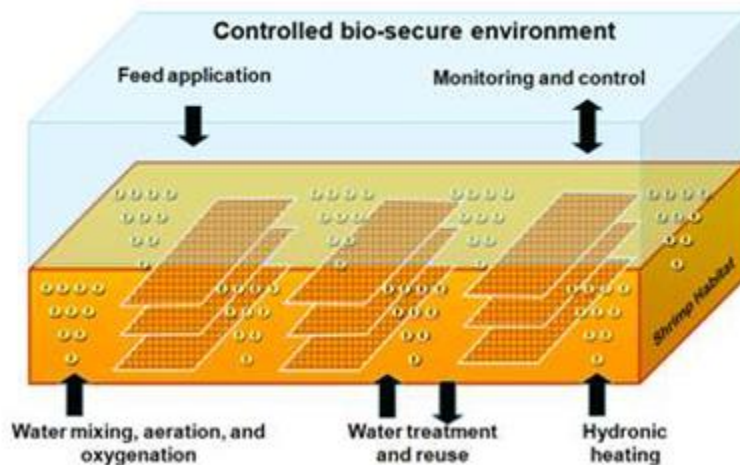 Controlled bio-secure environment
Feed application
Monitoring and control
Shrimp Habitat
Water mixing, aeration, and
oxygenation
Water treatment
and reuse
Hydronic
heating